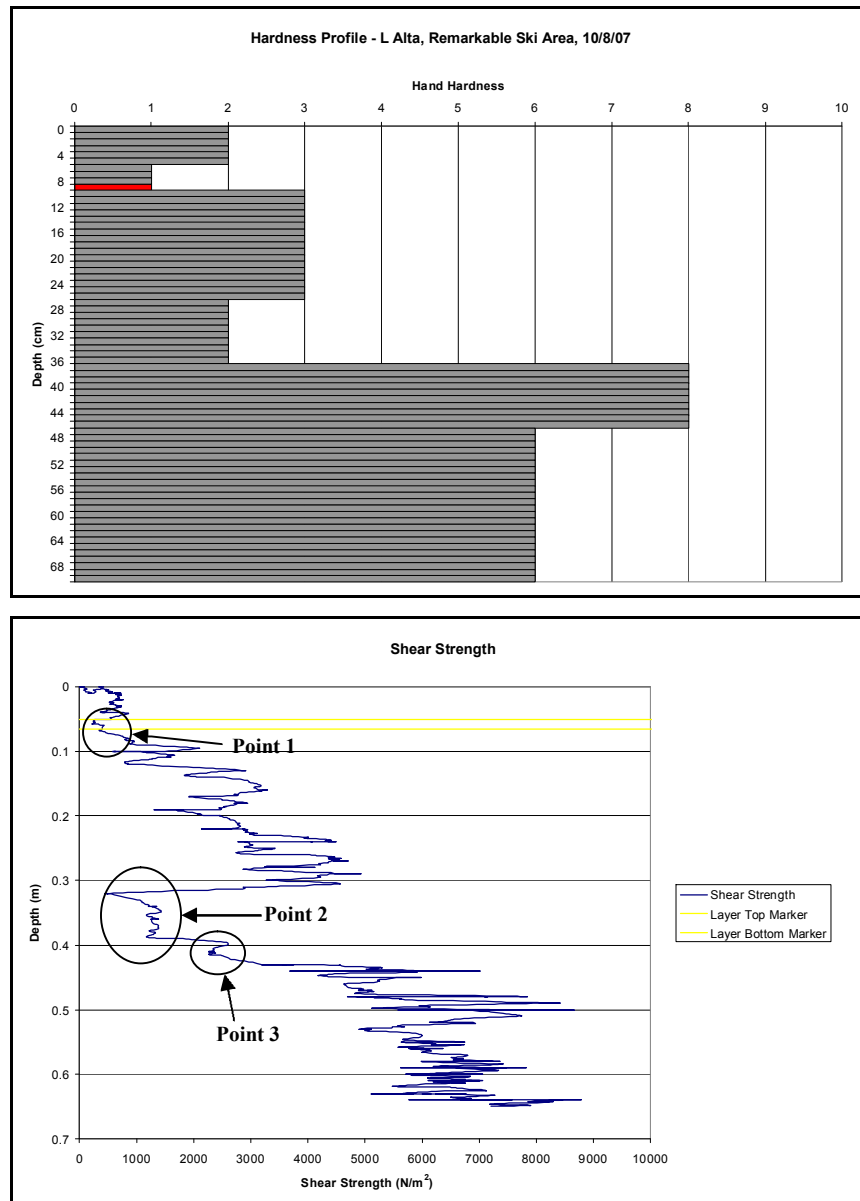 Hardness Profile - L Alta, Remarkable Ski Area, 10/8/07
Hand Hardness
0 1 2 3 4 5 6 7 8 9 10
0
4
8
12
16
20
24
28
32
36
40
44
48
52
56
60
64
68
Depth (cm)
Shear Strength
0
0.1
0.2
0.3
0.4
0.5
0.6
0.7
Depth (m)
Point 1
Point 2
Point 3
Shear Strength
Layer Top Marker
Layer Bottom Marker
0 1000 2000 3000 4000 5000 6000 7000 8000 9000 10000
Shear Strength (N/m²)